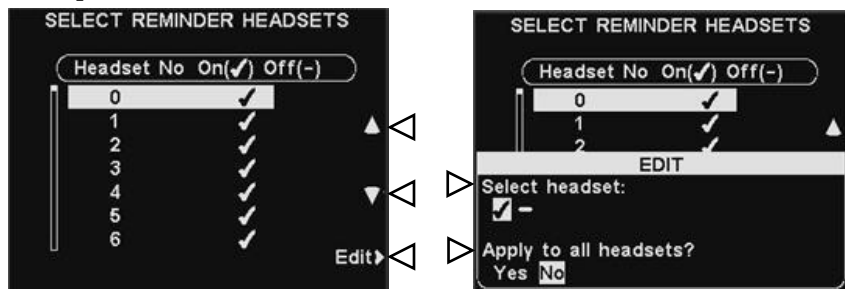 SELECT REMINDER HEADSETS
Headset No On(✓) Off(-)
0 ✓
1 ✓
2 ✓
3 ✓
4 ✓
5 ✓
6 ✓
Edit
SELECT REMINDER HEADSETS
Headset No On(✓) Off(-)
0 ✓
1 ✓
2 ✓
EDIT
Select headset:
✓ -
Apply to all headsets?
Yes No